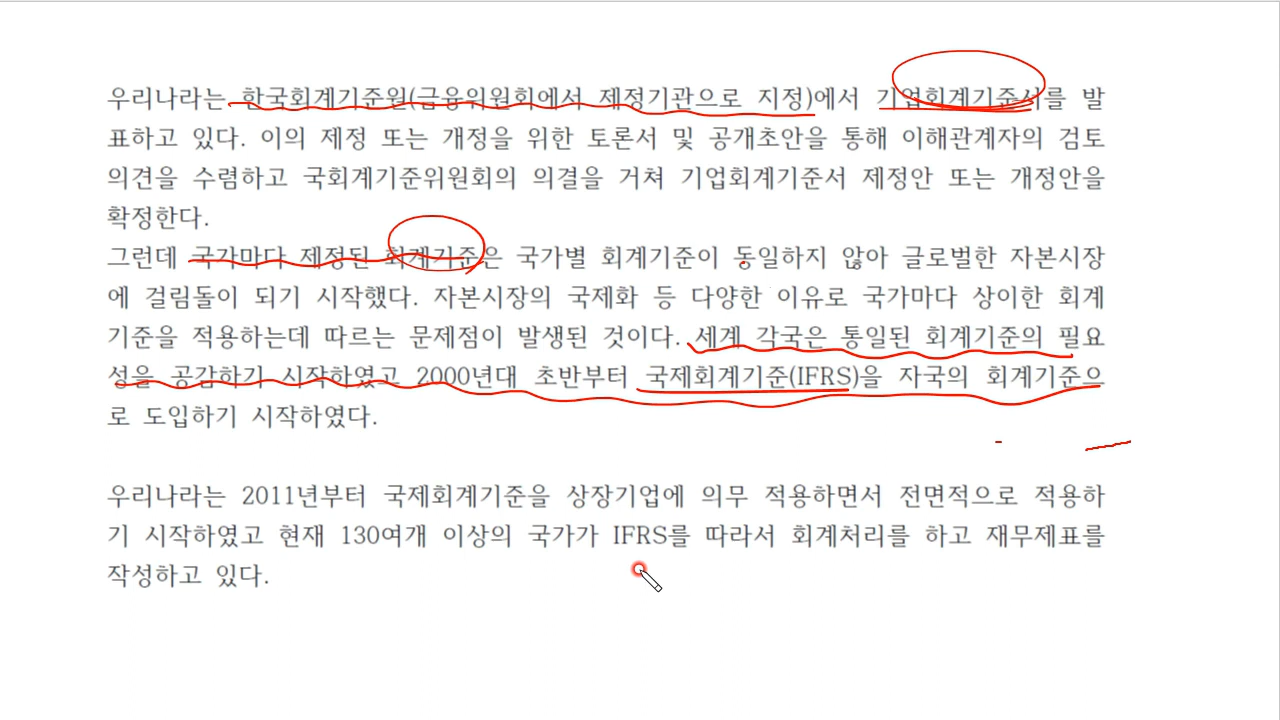 우리나라는 한국회계기준원(금융위원회에서 제정기관으로 지정)에서 기업회계기준서를 발
표하고 있다. 이의 제정 또는 개정을 위한 토론서 및 공개초안을 통해 이해관계자의 검토
의견을 수렴하고 국회계기준위원회의 의결을 거쳐 기업회계기준서 제정안 또는 개정안을
확정한다.
그런데 국가마다 제정된 회계기준은 국가별 회계기준이 동일하지 않아 글로벌한 자본시장
에 걸림돌이 되기 시작했다. 자본시장의 국제화 등 다양한 이유로 국가마다 상이한 회계
기준을 적용하는데 따르는 문제점이 발생된 것이다. 세계 각국은 통일된 회계기준의 필요
성을 공감하기 시작하였고 2000년대 초반부터 국제회계기준(IFRS)을 자국의 회계기준으
로 도입하기 시작하였다.
우리나라는 2011년부터 국제회계기준을 상장기업에 의무 적용하면서 전면적으로 적용하
기 시작하였고 현재 130여개 이상의 국가가 IFRS를 따라서 회계처리를 하고 재무제표를
작성하고 있다.